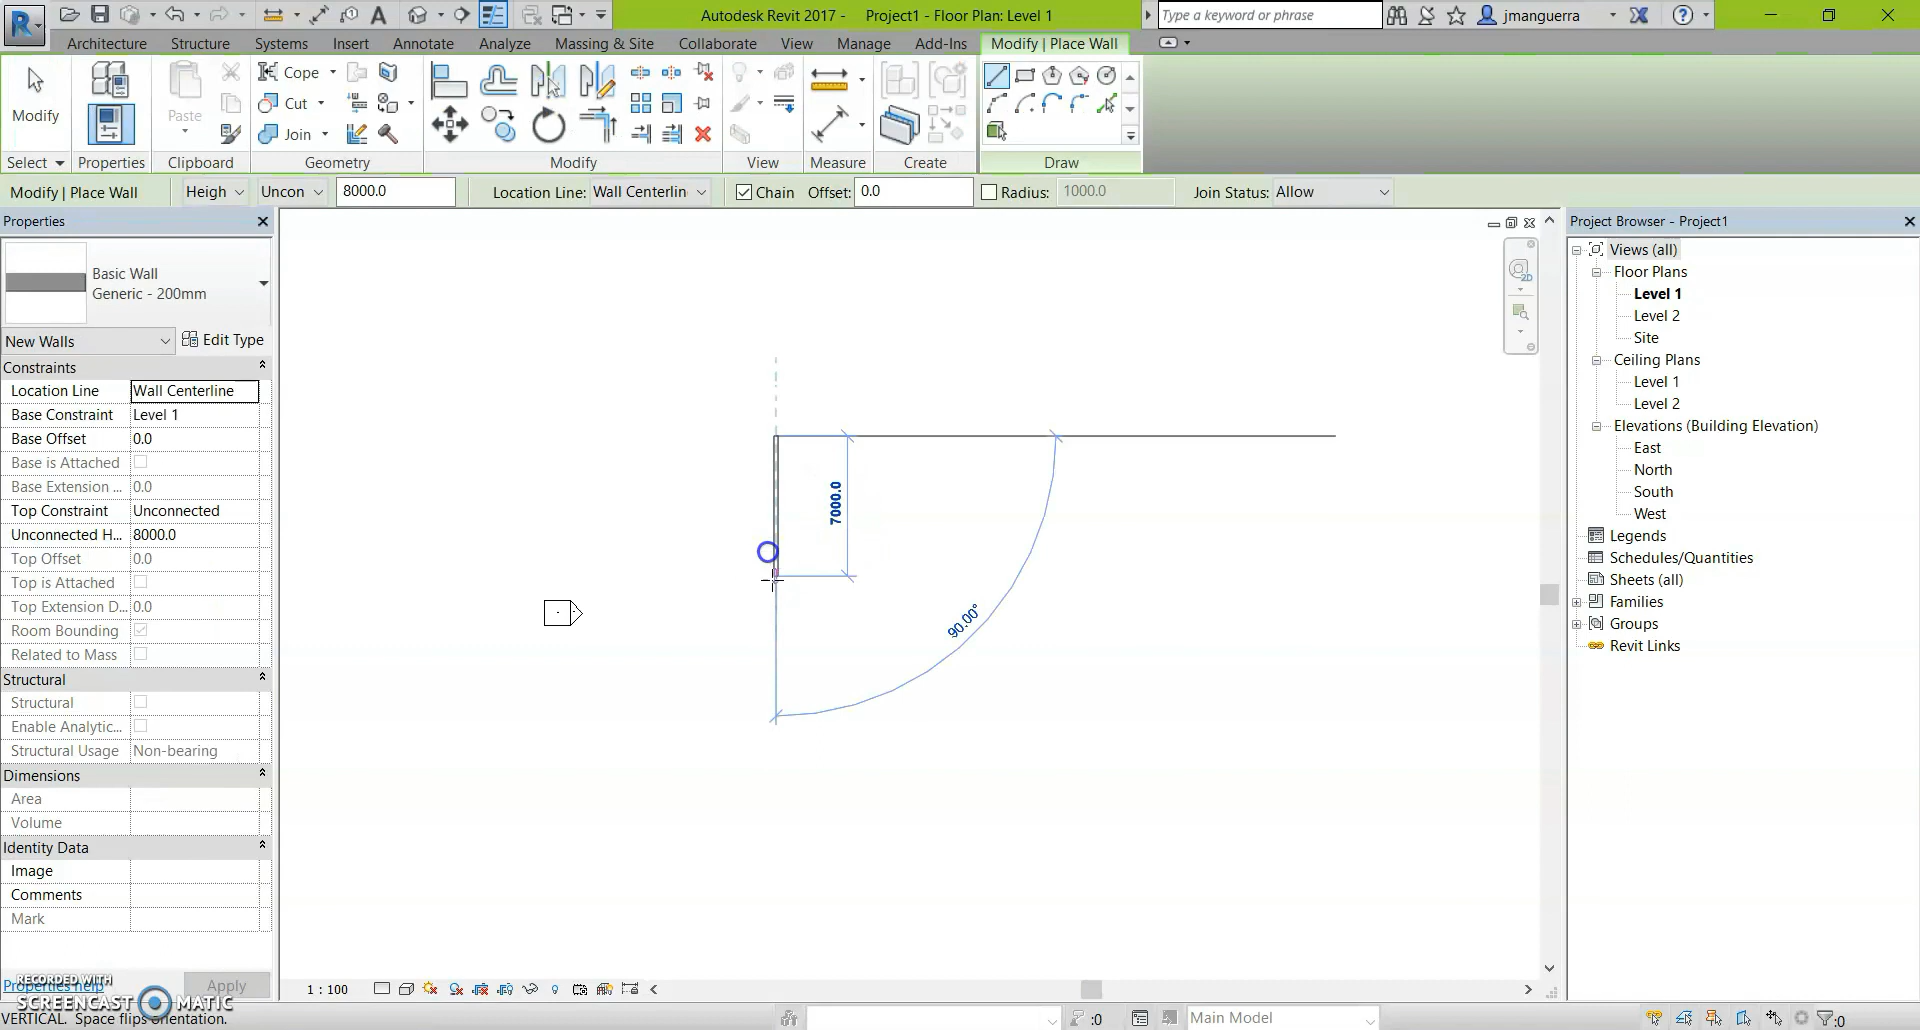 Autodesk Revit 2017 - Project1 - Floor Plan: Level 1
Type a keyword or phrase
jmanguerra
Architecture Structure Systems Insert Annotate Analyze Massing & Site Collaborate View Manage Add-Ins Modify | Place Wall
Modify
Paste
Cope
Cut
Join
Select Properties Clipboard Geometry Modify View Measure Create Draw
Modify | Place Wall Heigh Uncon 8000.0 Location Line: Wall Centerlin Chain Offset: 0.0 Radius: 1000.0 Join Status: Allow
Properties
Basic Wall
Generic - 200mm
New Walls Edit Type
Constraints
Location Line Wall Centerline
Base Constraint Level 1
Base Offset 0.0
Base is Attached
Base Extension ... 0.0
Top Constraint Unconnected
Unconnected H... 8000.0
Top Offset 0.0
Top is Attached
Top Extension D... 0.0
Room Bounding
Related to Mass
Structural
Structural
Enable Analytic...
Structural Usage Non-bearing
Dimensions
Area
Volume
Identity Data
Image
Comments
Mark
Properties help Apply
RECORDED WITH
SCREENCAST MATIC
VERTICAL. Space flips orientation.
2D
7000.0
90.00°
1 : 100
:0
Main Model
:0
Project Browser - Project1
Views (all)
Floor Plans
Level 1
Level 2
Site
Ceiling Plans
Level 1
Level 2
Elevations (Building Elevation)
East
North
South
West
Legends
Schedules/Quantities
Sheets (all)
Families
Groups
Revit Links